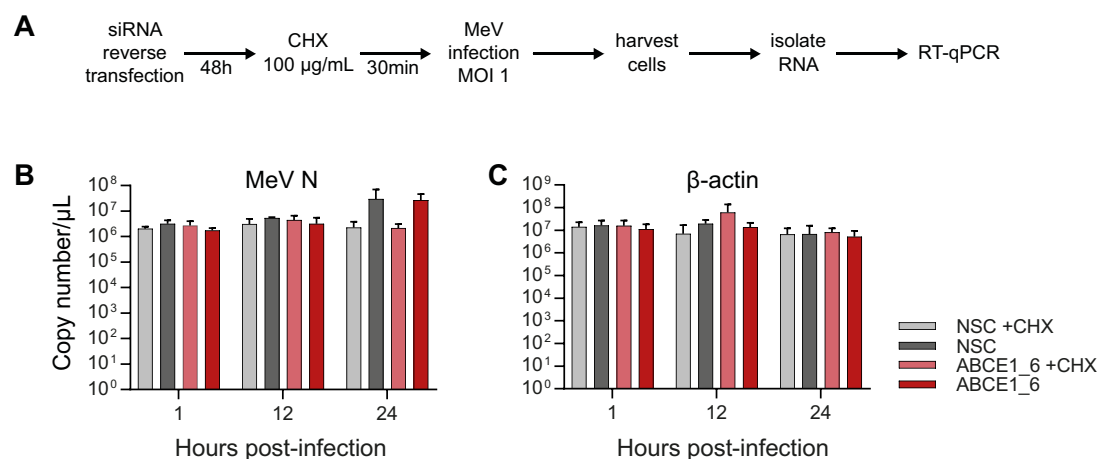 A
siRNA
reverse
transfection
48h
CHX
100 µg/mL
30min
MeV
infection
MOI 1
harvest
cells
isolate
RNA
RT-qPCR
B
MeV N
Copy number/µL
10⁸
10⁷
10⁶
10⁵
10⁴
10³
10²
10¹
10⁰
1
12
24
Hours post-infection
C
β-actin
10⁹
10⁸
10⁷
10⁶
10⁵
10⁴
10³
10²
10¹
10⁰
1
12
24
Hours post-infection
NSC +CHX
NSC
ABCE1_6 +CHX
ABCE1_6